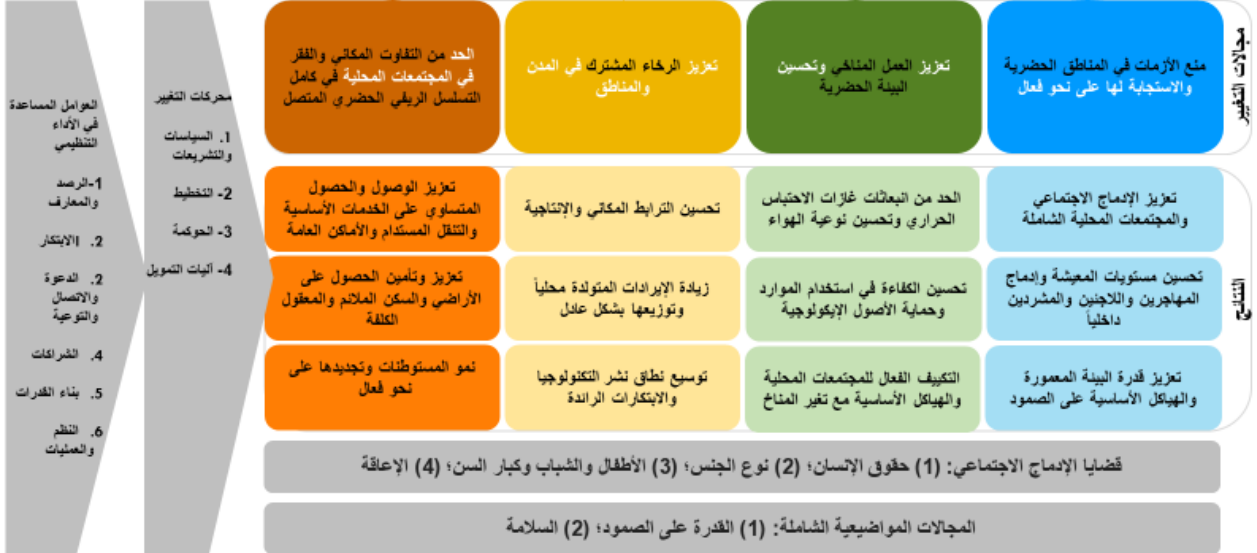 مجالات التغيير
منع الأزمات في المناطق الحضرية
والاستجابة لها على نحو فعال
تعزيز العمل المناخي وتحسين
البيئة الحضرية
تعزيز الرخاء المشترك في المدن
والمناطق
الحد من التفاوت المكاني والفقر
في المجتمعات المحلية في كامل
التسلسل الريفي الحضري المتصل
النتائج
تعزيز الإدماج الاجتماعي
والمجتمعات المحلية الشاملة
الحد من انبعاثات غازات الاحتباس
الحراري وتحسين نوعية الهواء
تحسين الترابط المكاني والإنتاجية
تعزيز الوصول والحصول
المتساوي على الخدمات الأساسية
والتنقل المستدام والأماكن العامة
تحسين مستويات المعيشة وإدماج
المهاجرين واللاجئين والمشردين
داخلياً
تحسين الكفاءة في استخدام الموارد
وحماية الأصول الإيكولوجية
زيادة الإيرادات المتولدة محلياً
وتوزيعها بشكل عادل
تعزيز وتأمين الحصول على
الأراضي والسكن الملائم والمعقول
الكلفة
تعزيز قدرة البيئة المعمورة
والهياكل الأساسية على الصمود
التكييف الفعال للمجتمعات المحلية
والهياكل الأساسية مع تغير المناخ
توسيع نطاق نشر التكنولوجيا
والابتكارات الرائدة
نمو المستوطنات وتجديدها على
نحو فعال
قضايا الإدماج الاجتماعي: (1) حقوق الإنسان؛ (2) نوع الجنس؛ (3) الأطفال والشباب وكبار السن؛ (4) الإعاقة
المجالات المواضيعية الشاملة: (1) القدرة على الصمود؛ (2) السلامة
محركات التغيير
1. السياسات
والتشريعات
2- التخطيط
3- الحوكمة
4- آليات التمويل
العوامل المساعدة
في الأداء
التنظيمي
1-الرصد
والمعارف
2. الابتكار
2. الدعوة
والاتصال
والتوعية
4. الشراكات
5. بناء القدرات
6. النظم
والعمليات